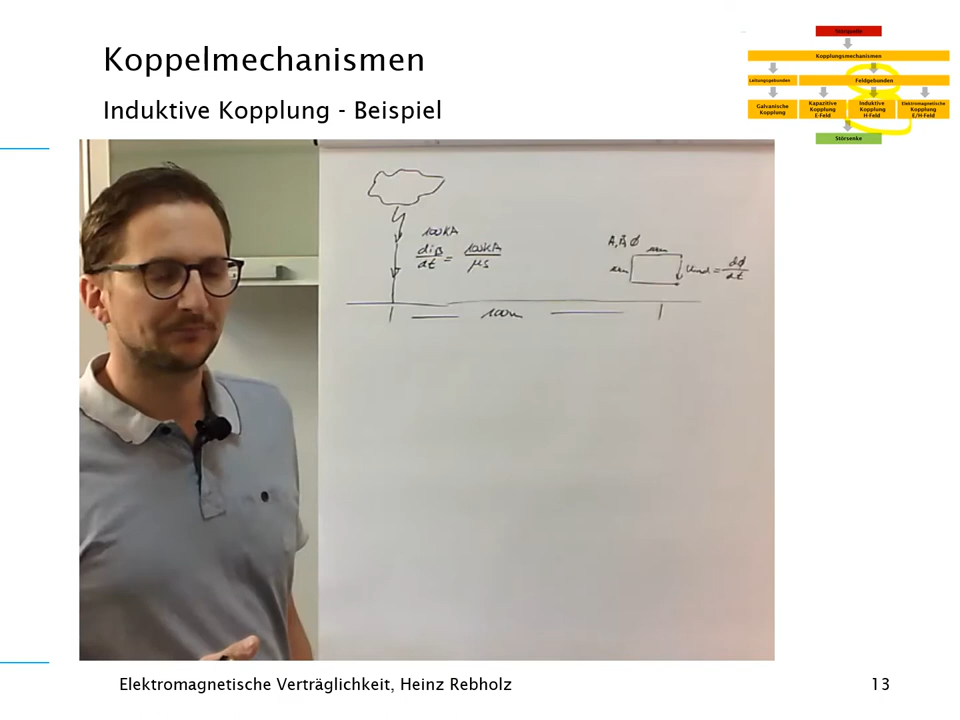 Koppelmechanismen
Induktive Kopplung - Beispiel
Störquelle
Kopplungsmechanismen
Leitungsgebunden
Feldgebunden
Galvanische
Kopplung
Kapazitive
Kopplung
E-Feld
Induktive
Kopplung
H-Feld
Elektromagnetische
Kopplung
E/H-Feld
Störsenke
100kA
diB/dt = 100kA/μs
100m
Uind = dϕ/dt
Elektromagnetische Verträglichkeit, Heinz Rebholz
13